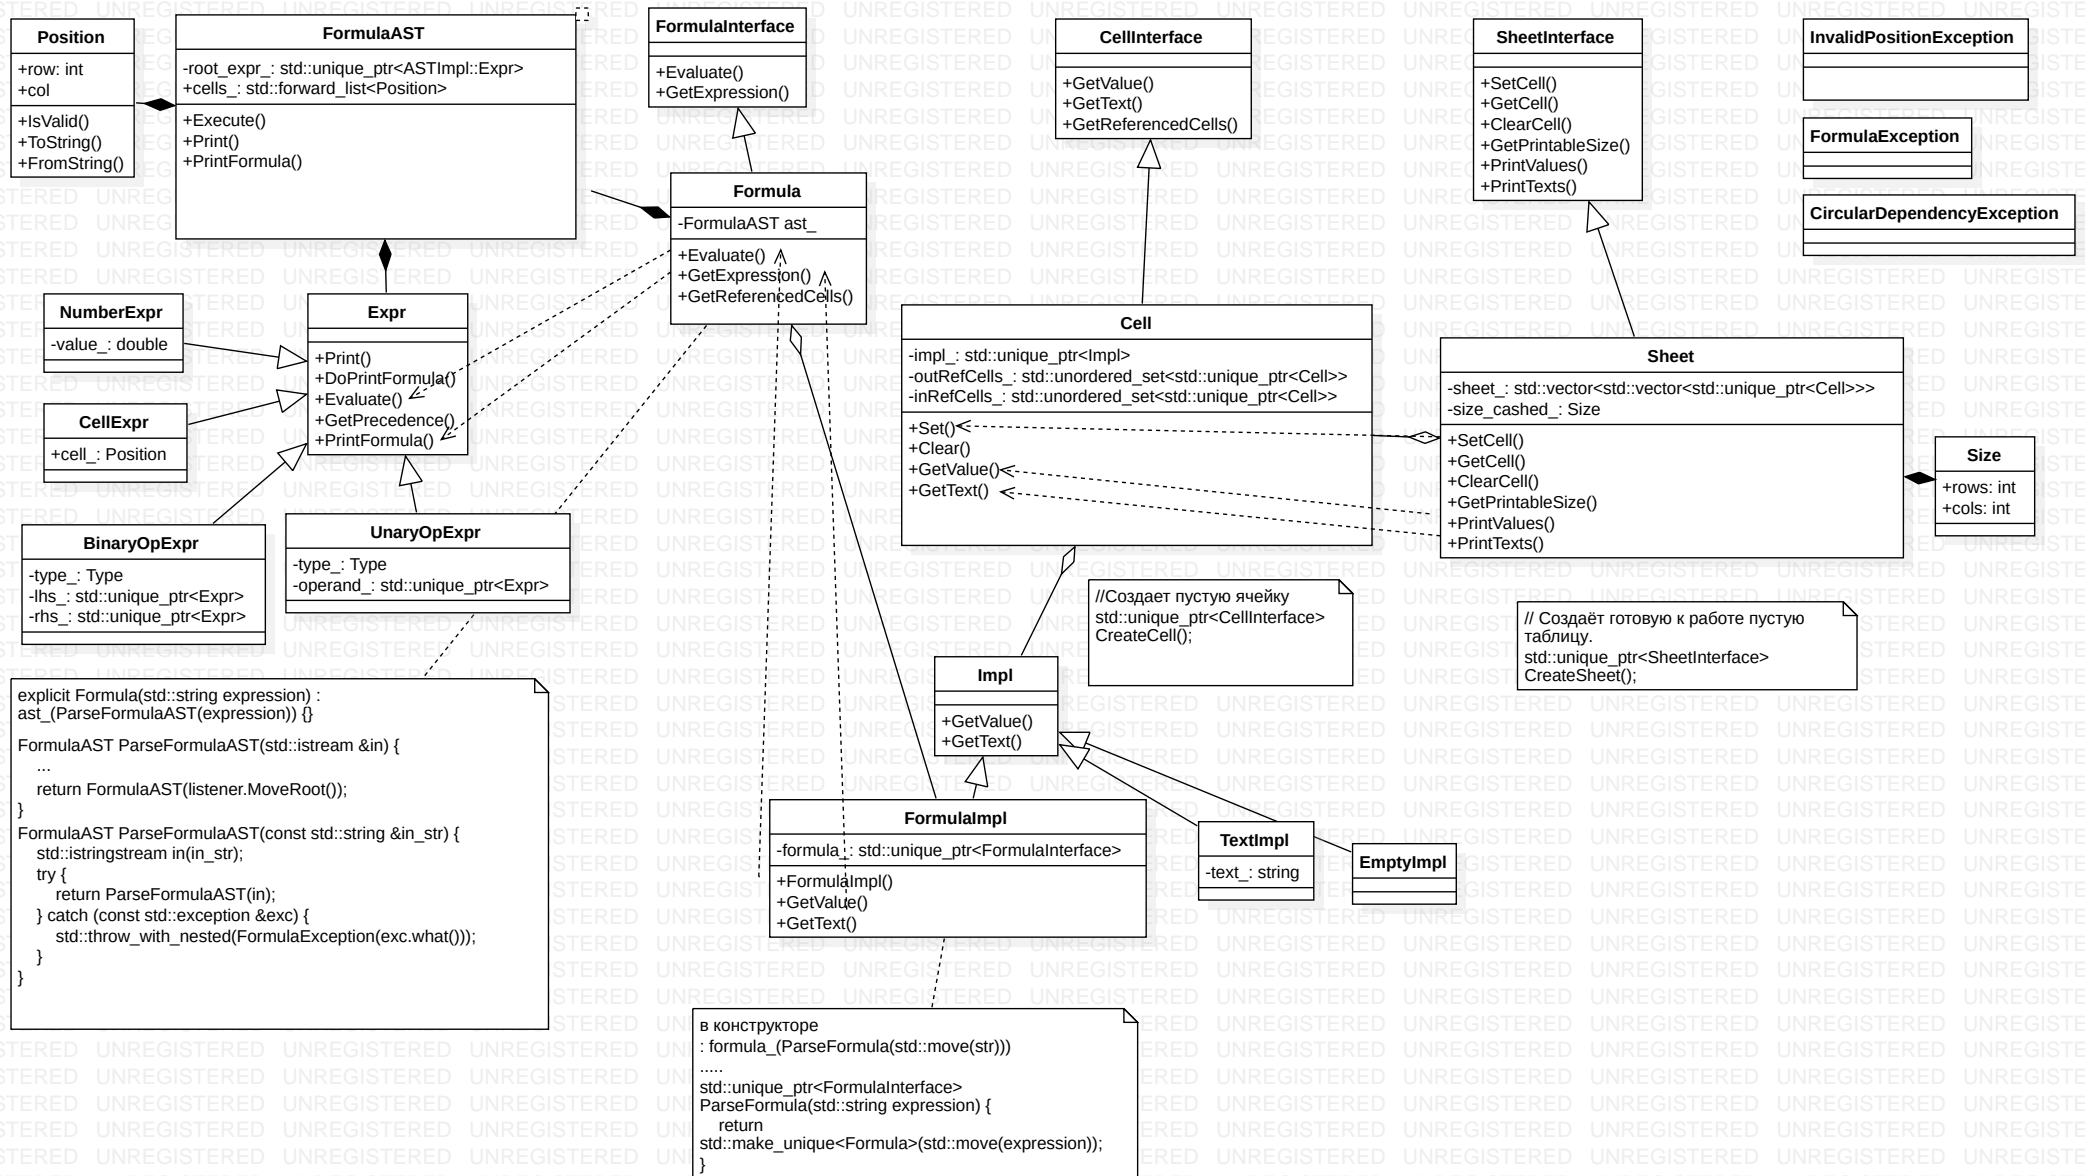 Position
+row: int
+col
+IsValid()
+ToString()
+FromString()
FormulaAST
-root_expr_: std::unique_ptr<ASTImpl::Expr>
+cells_: std::forward_list<Position>
+Execute()
+Print()
+PrintFormula()
FormulaInterface
+Evaluate()
+GetExpression()
CellInterface
+GetValue()
+GetText()
+GetReferencedCells()
SheetInterface
+SetCell()
+GetCell()
+ClearCell()
+GetPrintableSize()
+PrintValues()
+PrintTexts()
InvalidPositionException
FormulaException
CircularDependencyException
Formula
-FormulaAST ast_
+Evaluate()
+GetExpression()
+GetReferencedCells()
NumberExpr
-value_: double
Expr
+Print()
+DoPrintFormula()
+Evaluate()
+GetPrecedence()
+PrintFormula()
CellExpr
+cell_: Position
BinaryOpExpr
-type_: Type
-lhs_: std::unique_ptr<Expr>
-rhs_: std::unique_ptr<Expr>
UnaryOpExpr
-type_: Type
-operand_: std::unique_ptr<Expr>
Cell
-impl_: std::unique_ptr<Impl>
-outRefCells_: std::unordered_set<std::unique_ptr<Cell>>
-inRefCells_: std::unordered_set<std::unique_ptr<Cell>>
+Set()
+Clear()
+GetValue()
+GetText()
Sheet
-sheet_: std::vector<std::vector<std::unique_ptr<Cell>>>
-size_cashed_: Size
+SetCell()
+GetCell()
+ClearCell()
+GetPrintableSize()
+PrintValues()
+PrintTexts()
Size
+rows: int
+cols: int
//Создает пустую ячейку
std::unique_ptr<CellInterface>
CreateCell();
// Создаёт готовую к работе пустую
таблицу.
std::unique_ptr<SheetInterface>
CreateSheet();
Impl
+GetValue()
+GetText()
explicit Formula(std::string expression) :
ast_(ParseFormulaAST(expression)) {}
FormulaAST ParseFormulaAST(std::istream &in) {
...
return FormulaAST(listener.MoveRoot());
}
FormulaAST ParseFormulaAST(const std::string &in_str) {
std::istringstream in(in_str);
try {
return ParseFormulaAST(in);
} catch (const std::exception &exc) {
std::throw_with_nested(FormulaException(exc.what()));
}
}
FormulaImpl
-formula_: std::unique_ptr<FormulaInterface>
+FormulaImpl()
+GetValue()
+GetText()
TextImpl
-text_: string
EmptyImpl
в конструкторе
: formula_(ParseFormula(std::move(str)))
.....
std::unique_ptr<FormulaInterface>
ParseFormula(std::string expression) {
return
std::make_unique<Formula>(std::move(expression));
}
UNREGISTERED